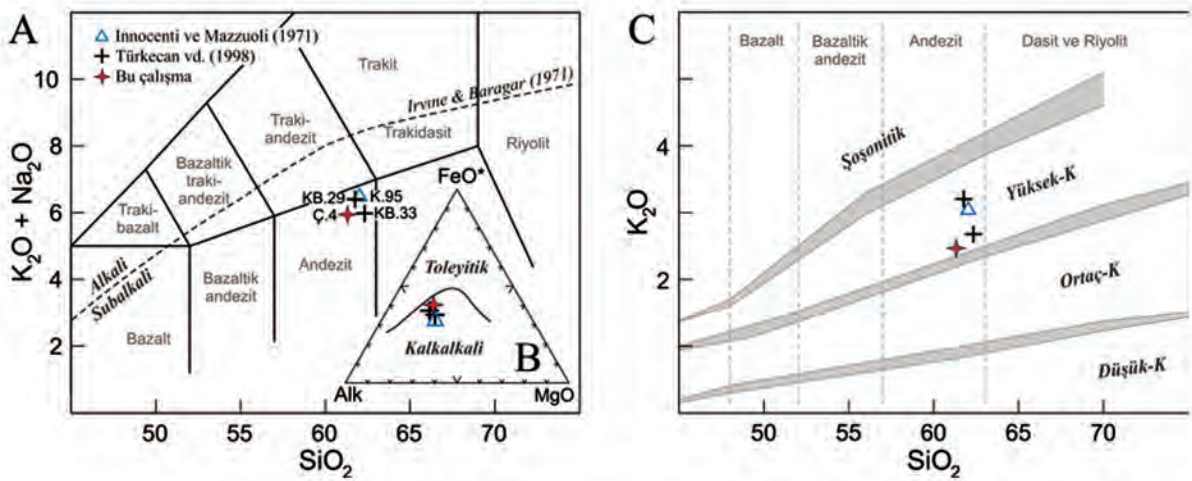 A
Innocenti ve Mazzuoli (1971)
Türkecan vd. (1998)
Bu çalışma
K₂O + Na₂O
10
8
6
4
2
Trakit
Irvine & Baragar (1971)
Traki-
andezit
Trakidasit
Riyolit
Bazaltik
traki-
andezit
Traki-
bazalt
KB.29
K.95
Ç.4
KB.33
Alkali
Subalkali
Bazaltik
andezit
Andezit
Bazalt
FeO*
Toleyitik
Kalkalkali
B
Alk
MgO
50
55
60
65
70
SiO₂
C
Bazalt
Bazaltik
andezit
Andezit
Dasit ve Riyolit
K₂O
4
2
Şoşonitik
Yüksek-K
Ortaç-K
Düşük-K
50
55
60
65
70
SiO₂